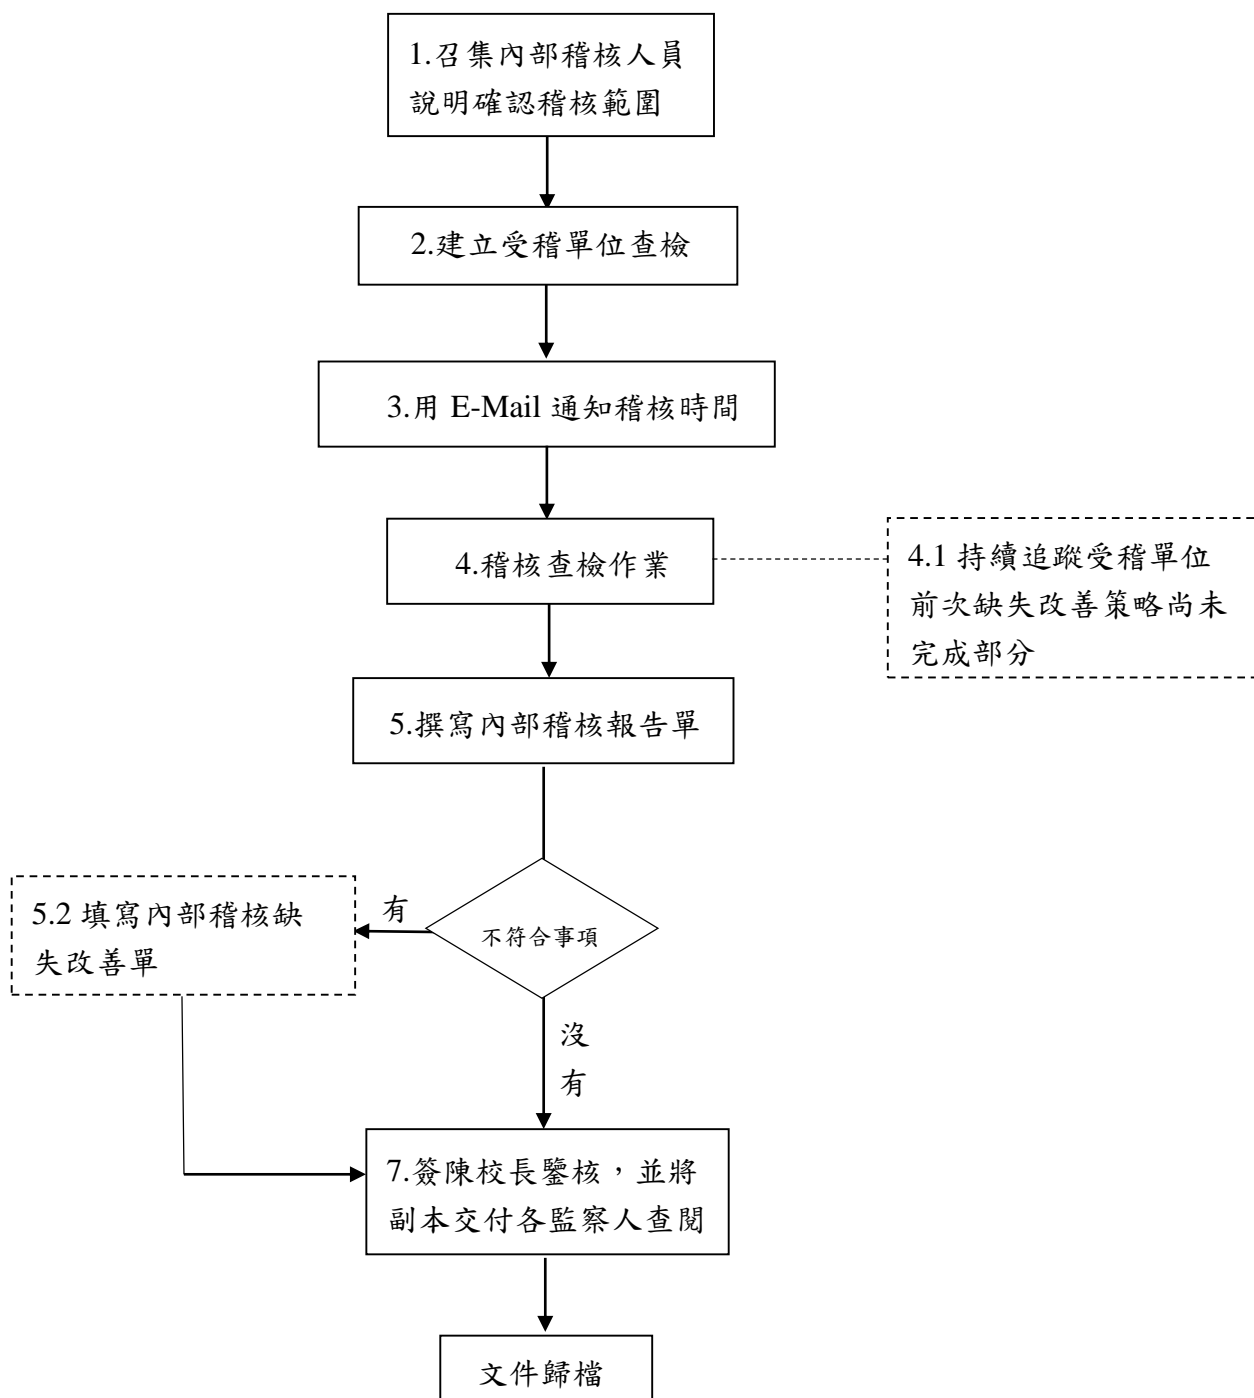 1.召集內部稽核人員
說明確認稽核範圍
2.建立受稽單位查檢
3.用 E-Mail 通知稽核時間
4.稽核查檢作業
4.1 持續追蹤受稽單位
前次缺失改善策略尚未
完成部分
5.撰寫內部稽核報告單
5.2 填寫內部稽核缺
失改善單
有
不符合事項
沒
有
7.簽陳校長鑒核，並將
副本交付各監察人查閱
文件歸檔